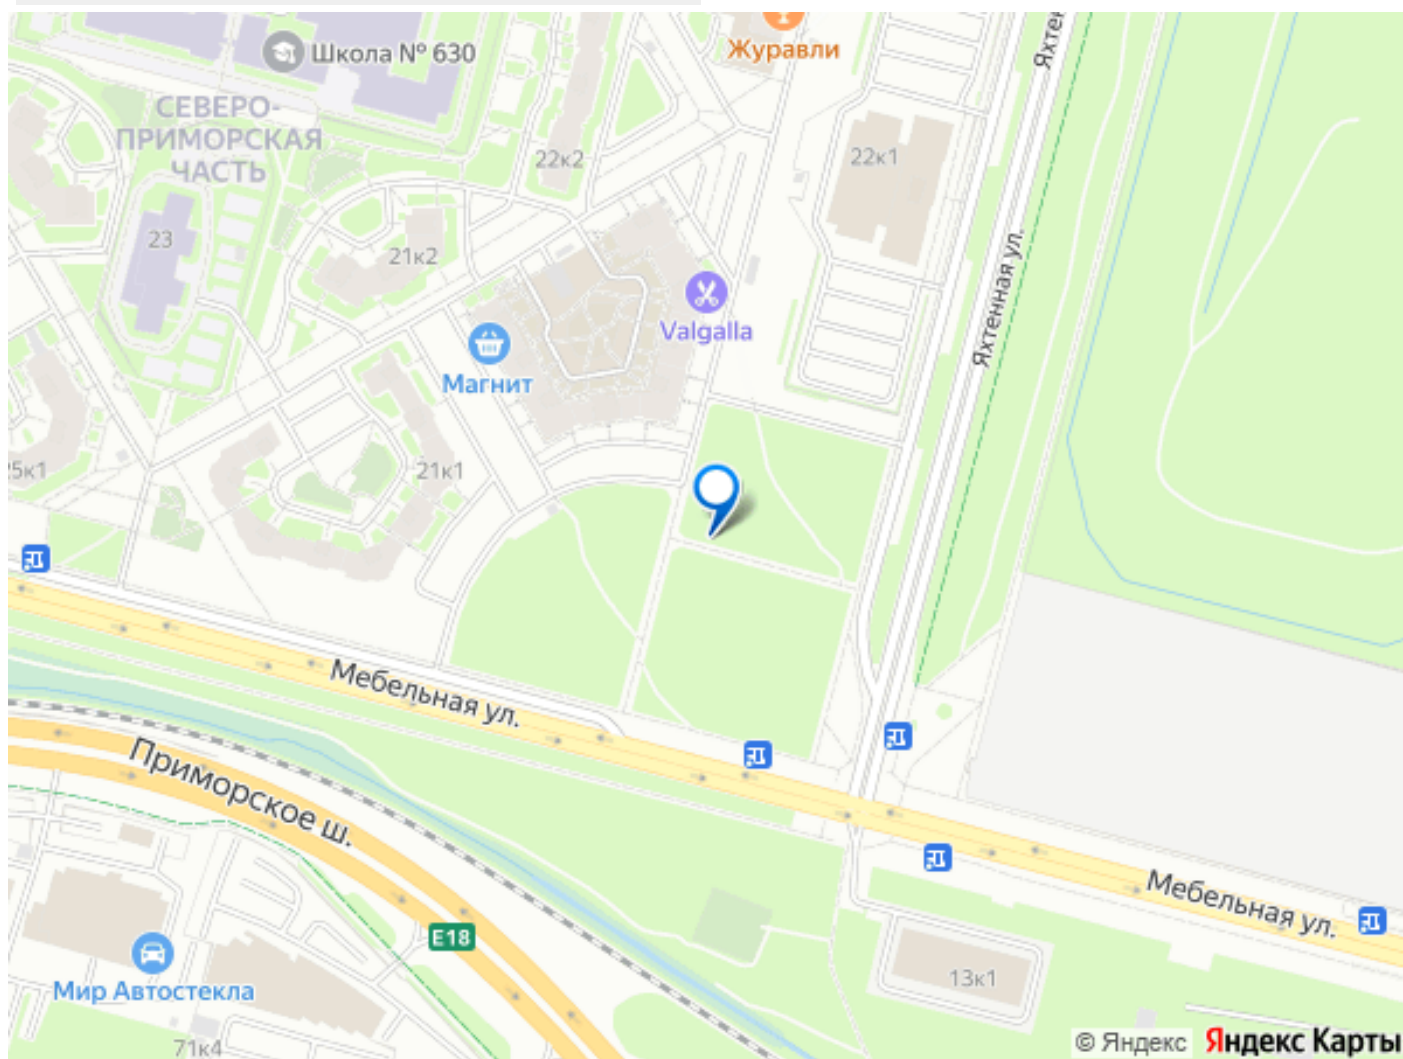 Журавли
Яхтен
Школа № 630
СЕВЕРО-
ПРИМОРСКАЯ
ЧАСТЬ
22к2
22к1
23
21к2
Яхтенная ул.
Valgalla
Магнит
5к1
21к1
Мебельная ул.
Приморское ш.
E18
Мебельная ул.
Мир Автостекла
13к1
71к4
© Яндекс Яндекс Карты